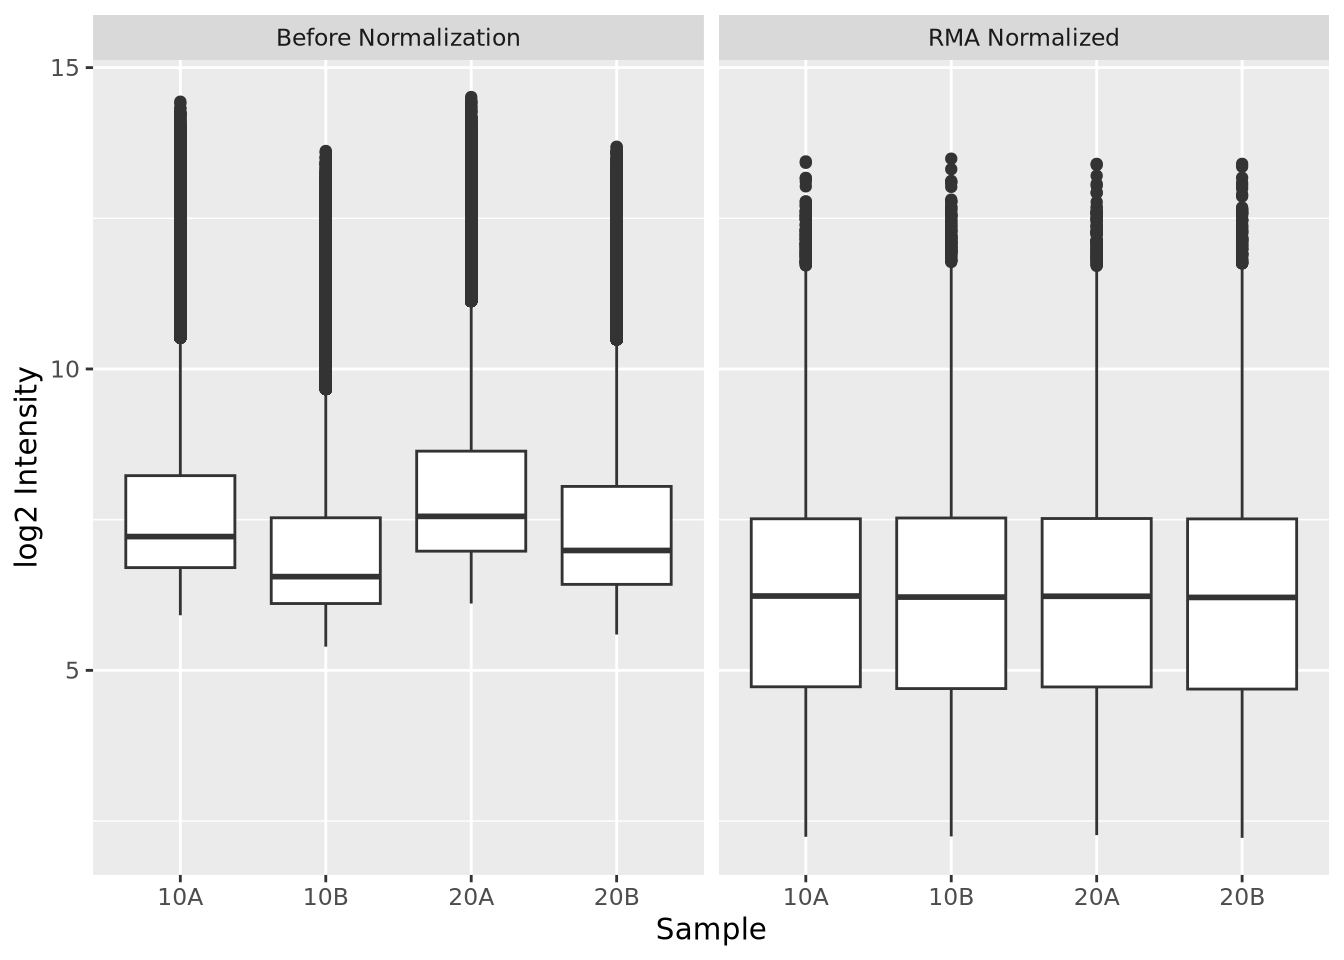 Before Normalization
RMA Normalized
15
10
5
log2 Intensity
10A 10B 20A 20B
10A 10B 20A 20B
Sample